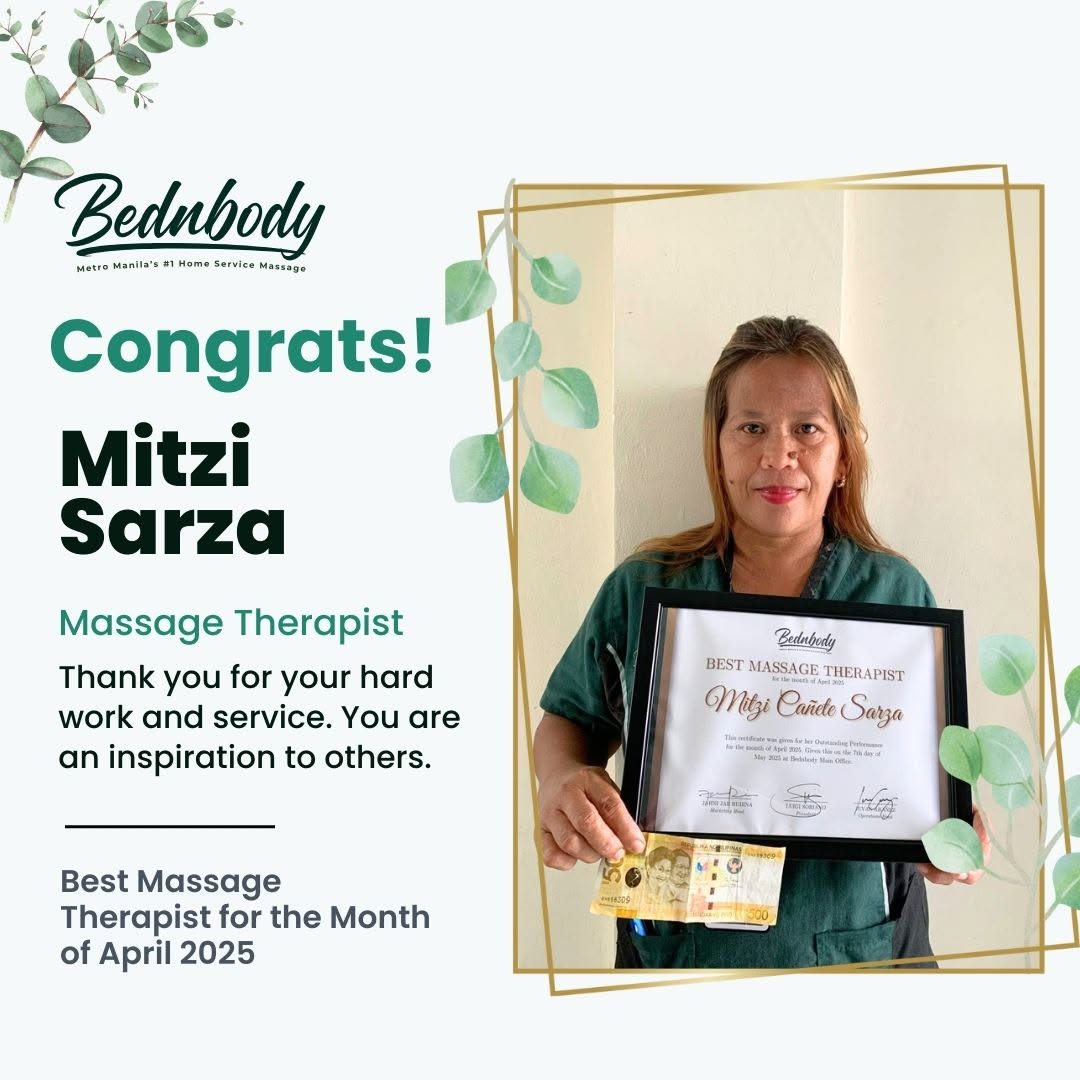 Bednbody
Metro Manila's #1 Home Service Massage
Congrats!
Mitzi
Sarza
Massage Therapist
Thank you for your hard
work and service. You are
an inspiration to others.
Best Massage
Therapist for the Month
of April 2025
Bednbody
BEST MASSAGE THERAPIST
for the month of April 2025
Mitzi Cañete Sarza
This certificate was given for her Outstanding Performance
for the month of April 2025. Given this on the 7th day of
May 2025 at Bednbody Main Office.
Marketing Head
President
Operations Head
REPUBLIKA NG PILIPINAS
500